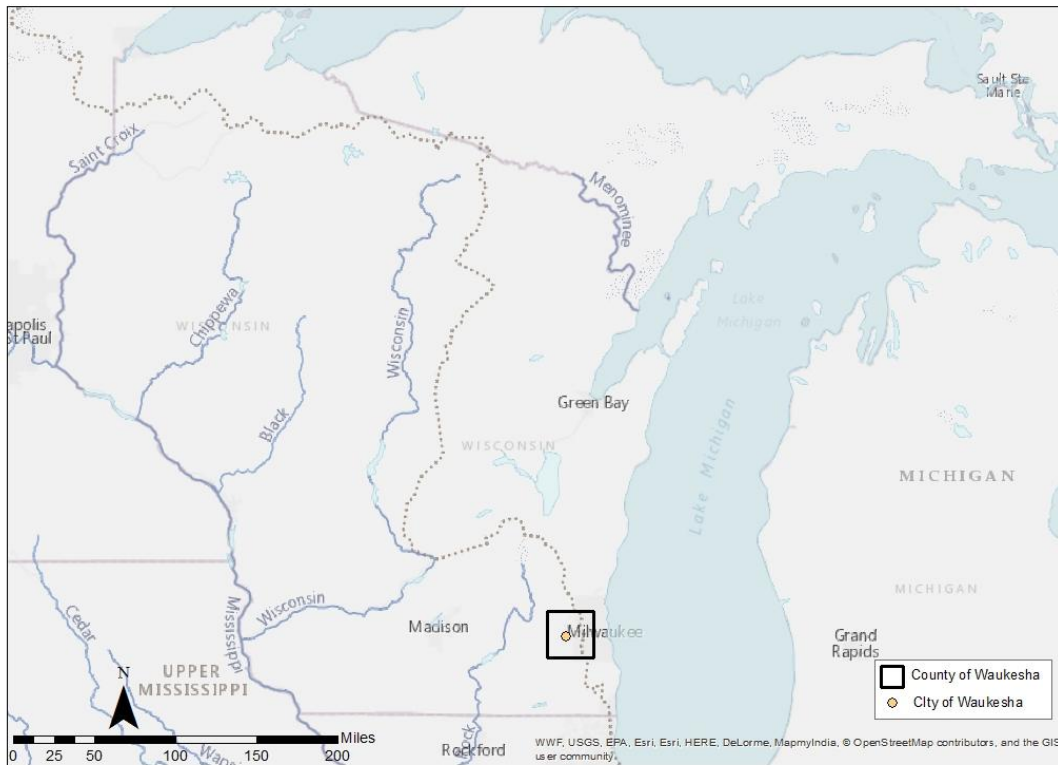 Sault Ste
Marie
Saint Croix
Menominee
Lake
Michigan
apolis
St Paul
Chippewa
WISCONSIN
Wisconsin
Green Bay
Black
WISCONSIN
Lake Michigan
MICHIGAN
Mississippi
Wisconsin
MICHIGAN
Cedar
Madison
Milwaukee
Grand
Rapids
UPPER
MISSISSIPPI
N
County of Waukesha
CIty of Waukesha
Miles
0 25 50 100 150 200
Rockford
ock
Wap
WWF, USGS, EPA, Esri, Esri, HERE, DeLorme, MapmyIndia, © OpenStreetMap contributors, and the GIS
user community